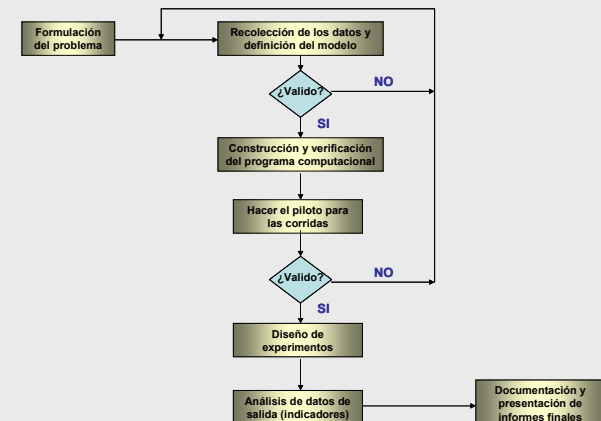 Formulación
del problema
Recolección de los datos y
definición del modelo
¿Valido?
NO
SI
Construcción y verificación
del programa computacional
Hacer el piloto para
las corridas
¿Valido?
NO
SI
Diseño de
experimentos
Análisis de datos de
salida (indicadores)
Documentación y
presentación de
informes finales